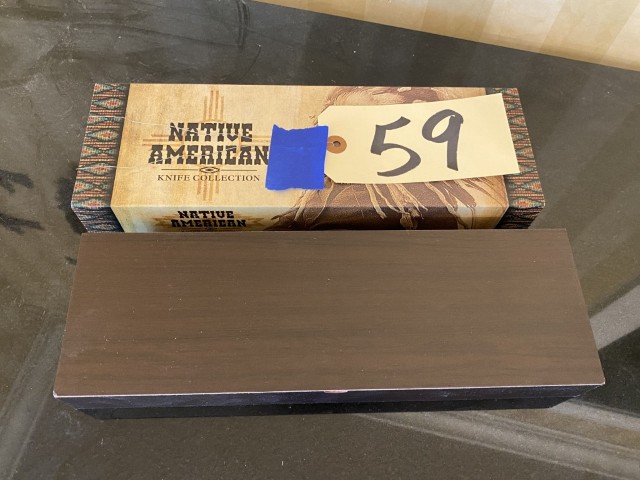 NATIVE
AMERICAN
KNIFE COLLECTION
59
NATIVE
AMERICAN